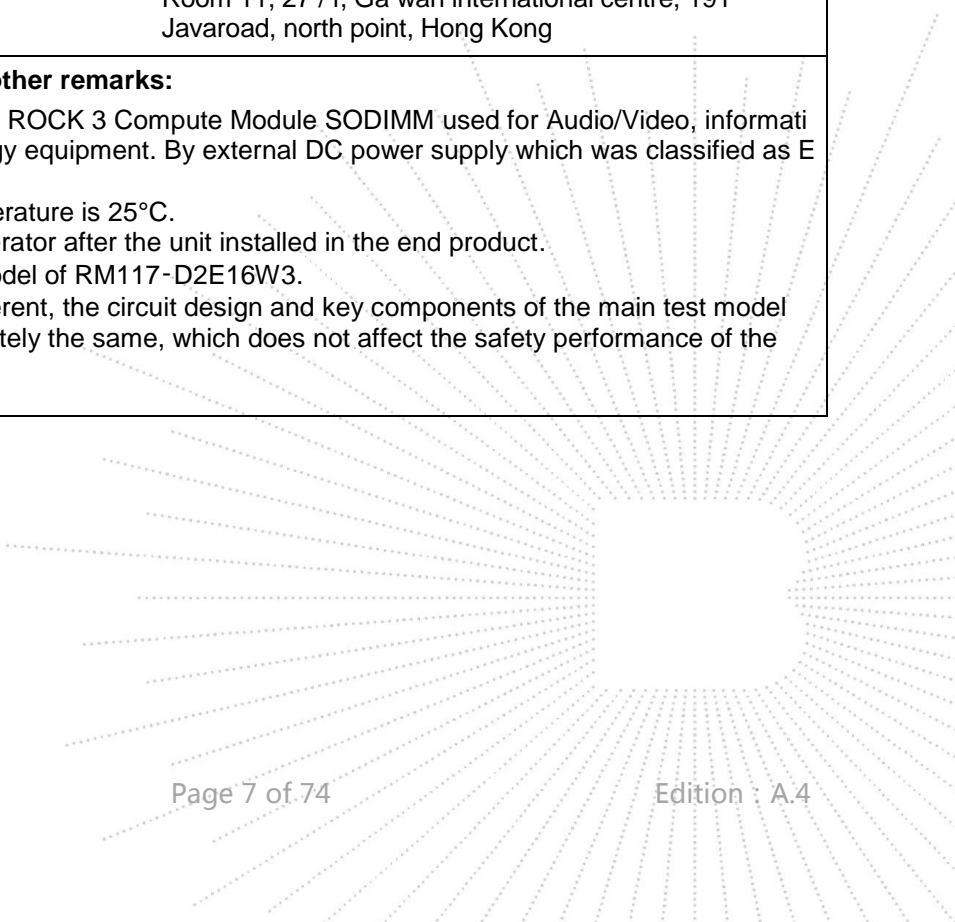 Room 11, 27 / f, Ga wah international centre, 191
Javaroad, north point, Hong Kong
other remarks:
ROCK 3 Compute Module SODIMM used for Audio/Video, informati
gy equipment. By external DC power supply which was classified as E
erature is 25°C.
rator after the unit installed in the end product.
odel of RM117-D2E16W3.
erent, the circuit design and key components of the main test model
tely the same, which does not affect the safety performance of the
Page 7 of 74
Edition : A.4